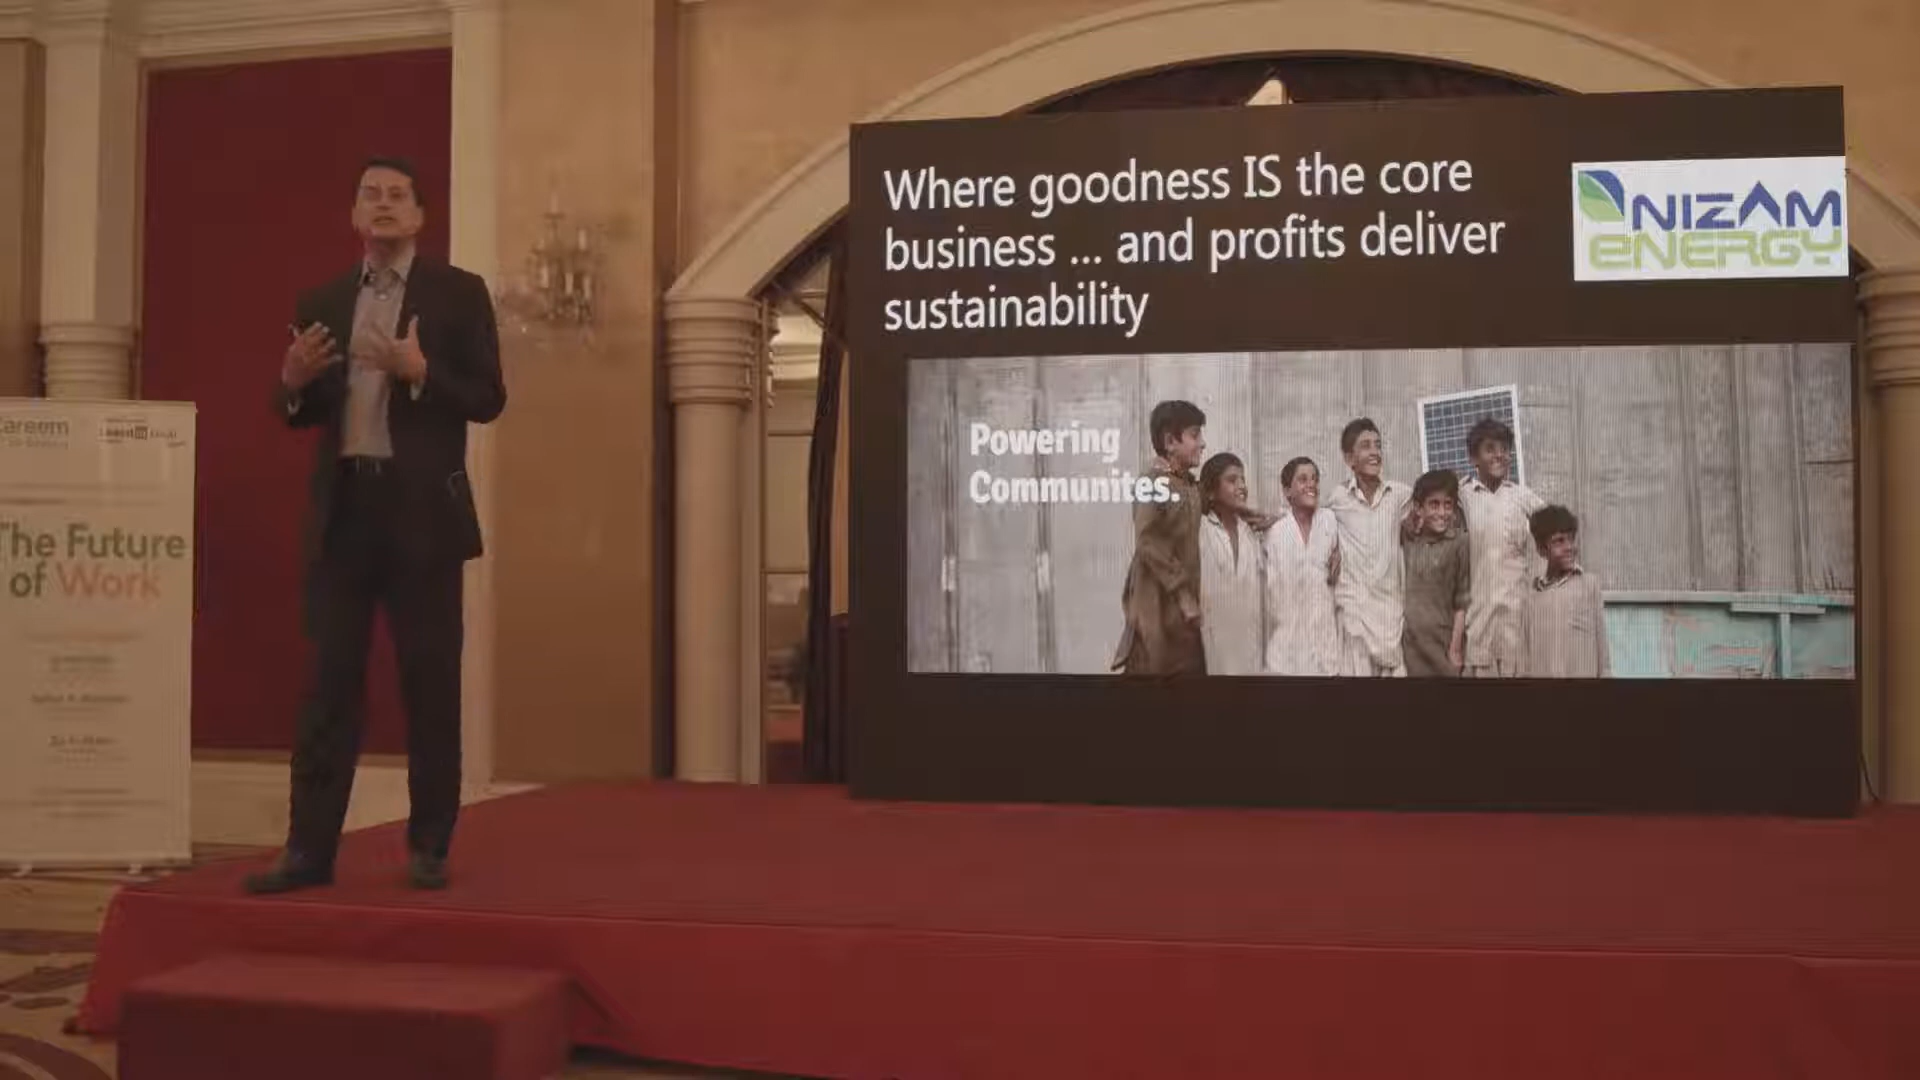 Where goodness IS the core
business ... and profits deliver
sustainability
NIZAM
ENERGY
Powering
Communites.
Careem
The Future
of Work